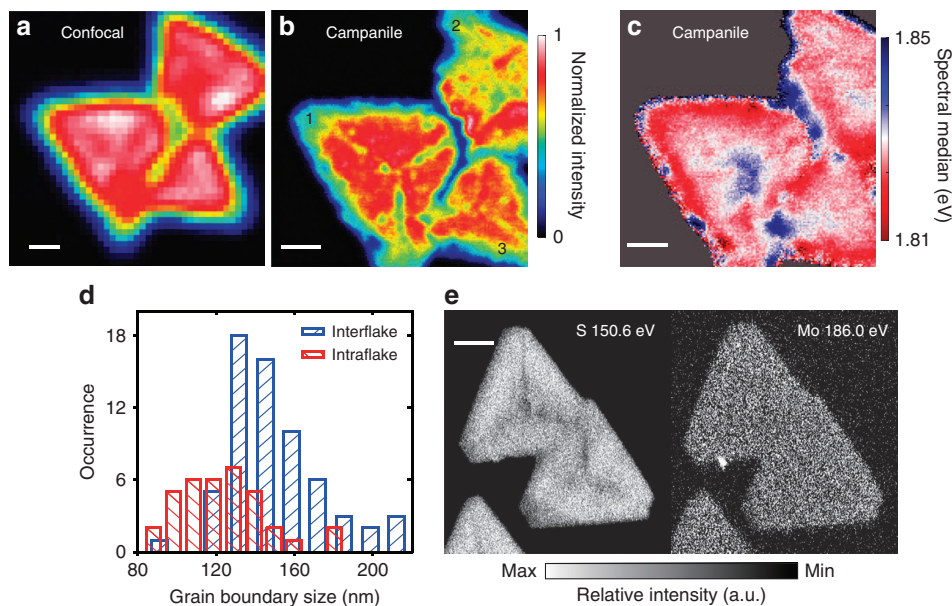 a
Confocal
b
Campanile
1
2
3
1
Normalized intensity
0
c
Campanile
1.85
Spectral median
(eV)
1.81
d
Occurrence
18
12
6
0
Interflake
Intraflake
80
120
160
200
Grain boundary size (nm)
e
S 150.6 eV
Mo 186.0 eV
Max
Min
Relative intensity (a.u.)